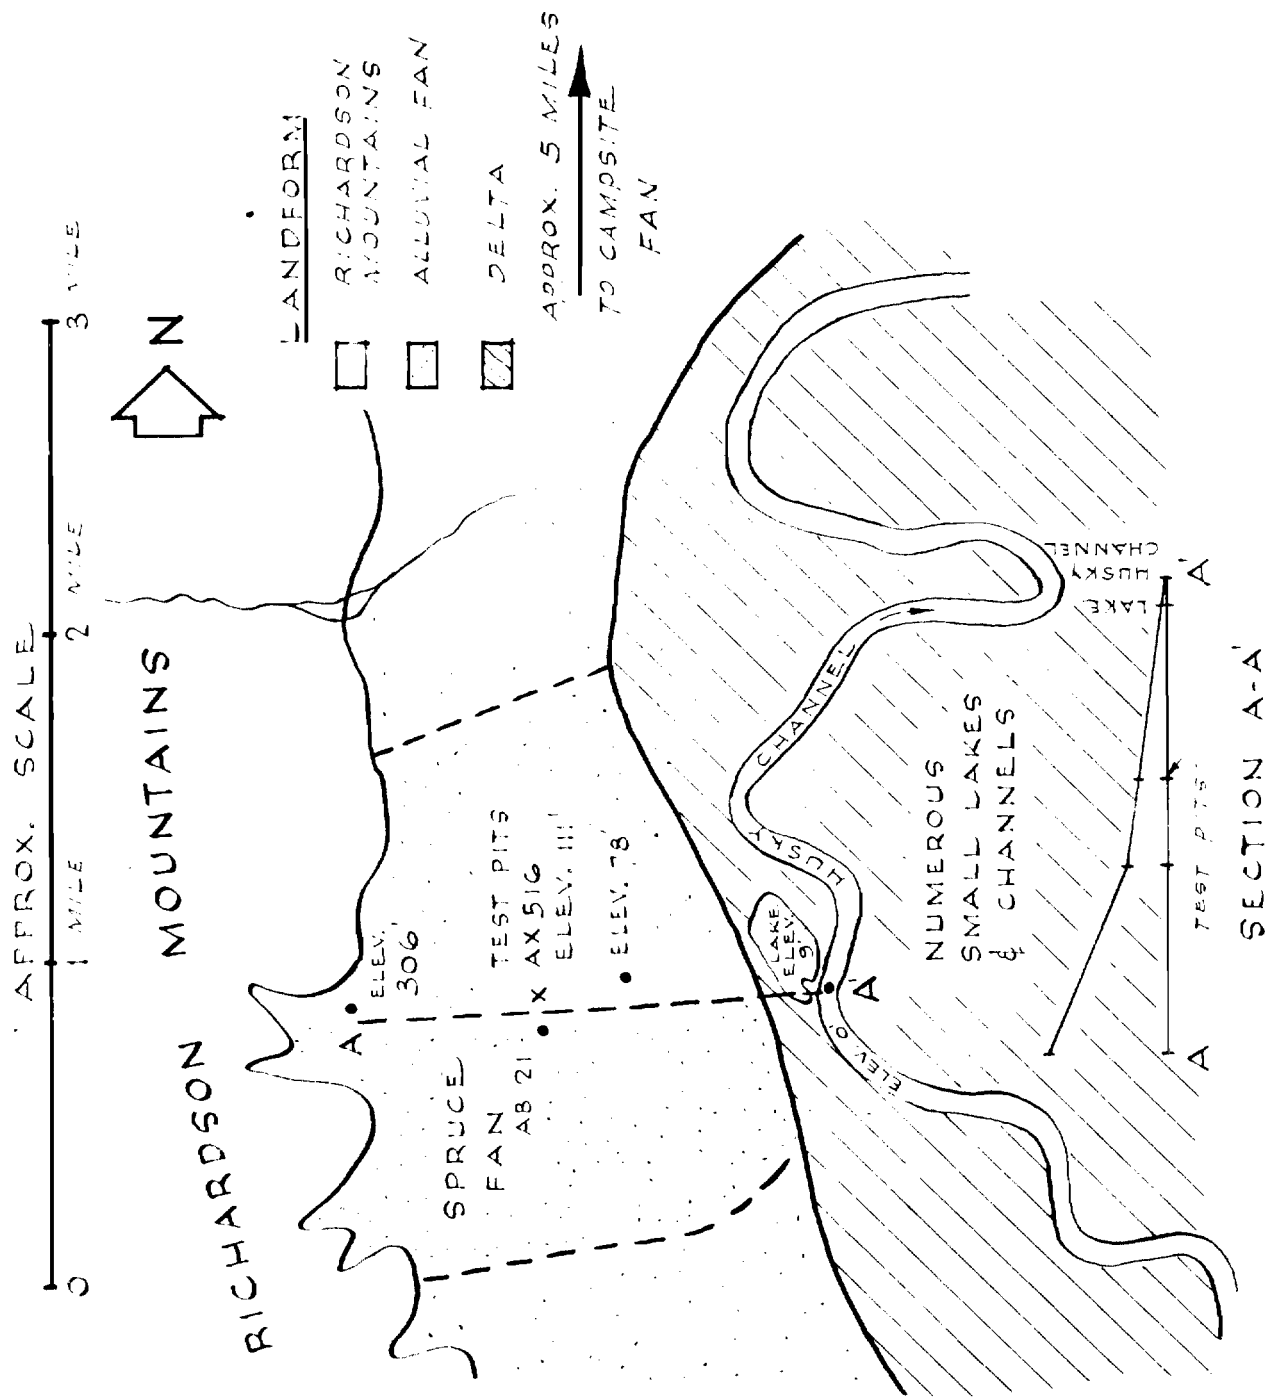 APPROX. SCALE
0
1 MILE
2 MILE
3 MILE
N
RICHARDSON MOUNTAINS
LANDFORM
RICHARDSON
MOUNTAINS
ALLUVIAL FAN
DELTA
APPROX. 5 MILES
TO CAMPSITE
FAN
A
ELEV.
306'
SPRUCE
FAN
AB 21
X
TEST PITS
AX516
ELEV. 111'
ELEV. 78'
LAKE
ELEV.
9'
A'
ELEV 0'
HUSKY CHANNEL
NUMEROUS
SMALL LAKES
& CHANNELS
LAKE
HUSKY
CHANNEL
TEST PITS
A
A'
SECTION A-A'